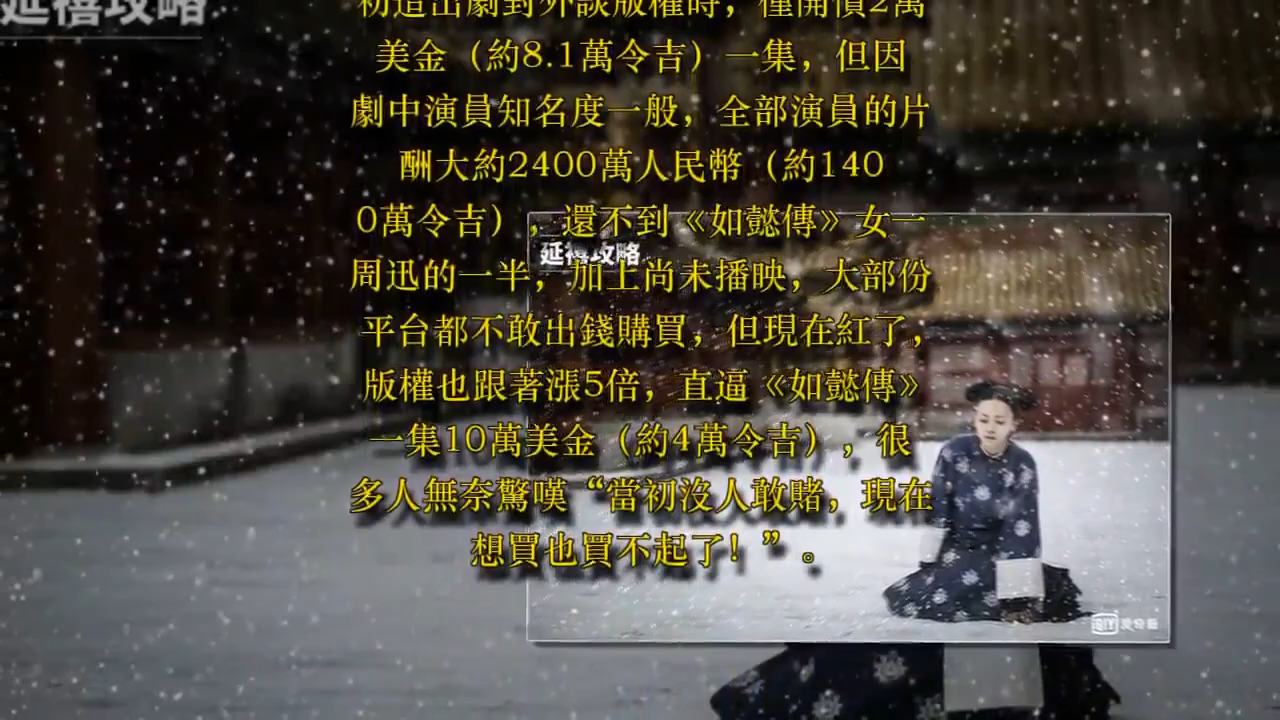 延禧攻略
初這出劇對外談版權時，僅開價2萬
美金（約8.1萬令吉）一集，但因
劇中演員知名度一般，全部演員的片
酬大約2400萬人民幣（約140
0萬令吉），還不到《如懿傳》女一
延禧攻略
周迅的一半，加上尚未播映，大部份
平台都不敢出錢購買，但現在紅了，
版權也跟著漲5倍，直逼《如懿傳》
一集10萬美金（約4萬令吉），很
多人無奈驚嘆“當初沒人敢賭，現在
想買也買不起了！”。